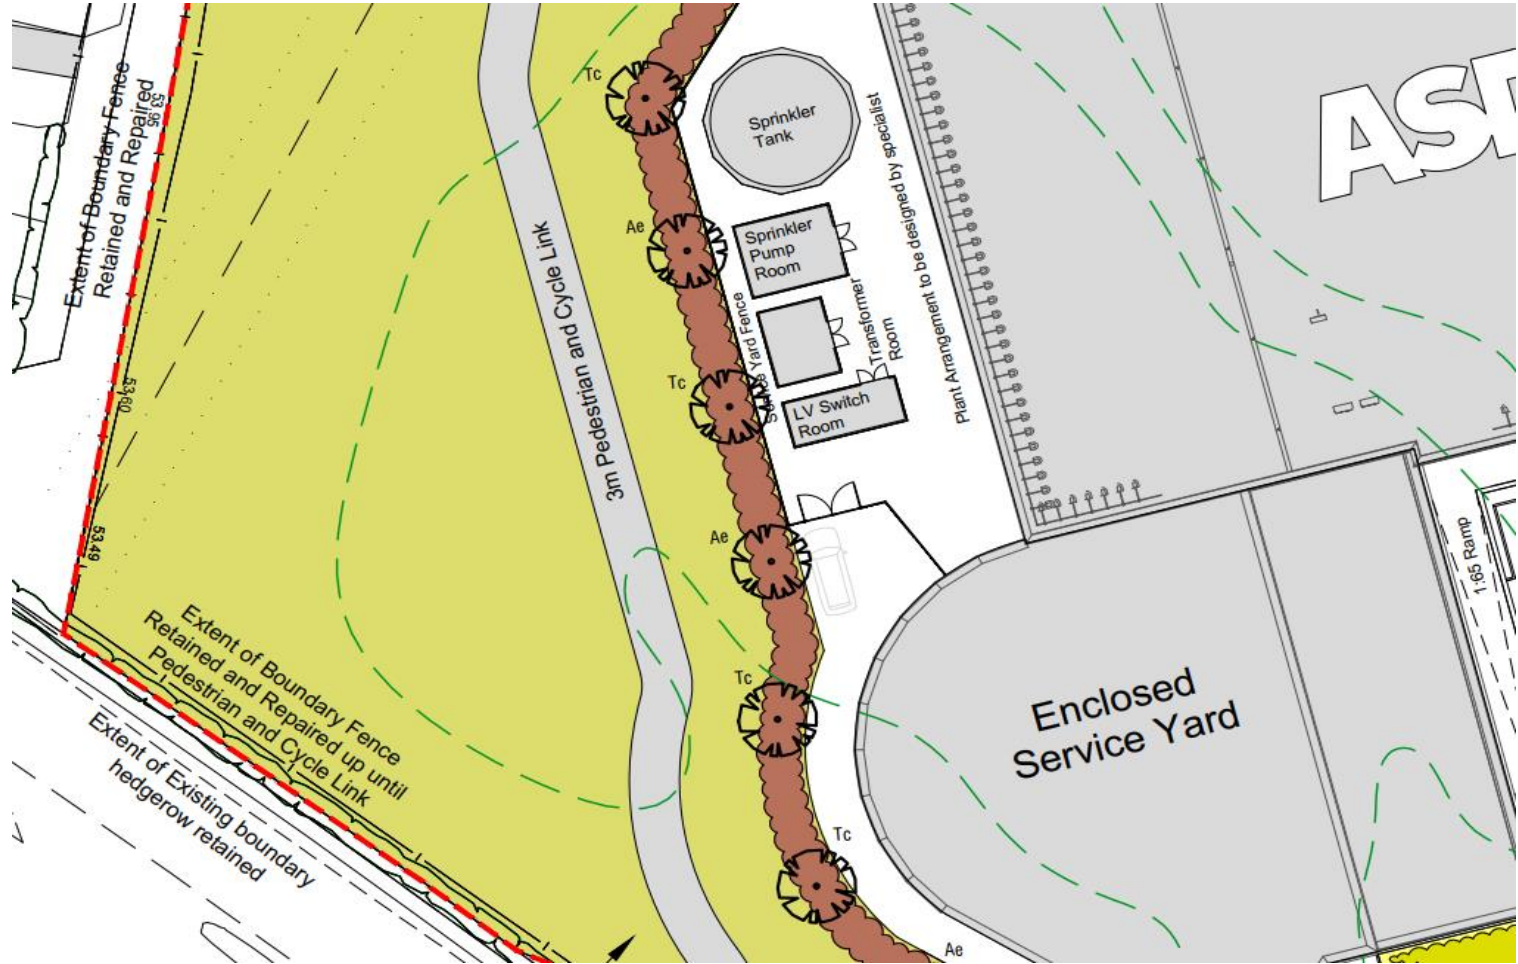 Extent of Boundary Fence
Retained and Repaired
53.95
53.60
53.49
Tc
Ae
Tc
Ae
Tc
Tc
Ae
3m Pedestrian and Cycle Link
Sprinkler
Tank
Sprinkler
Pump
Room
Service Yard Fence
Transformer
Room
LV Switch
Room
Plant Arrangement to be designed by specialist
ASD
Enclosed
Service Yard
1:65 Ramp
Extent of Boundary Fence
Retained and Repaired up until
Pedestrian and Cycle Link
Extent of Existing boundary
hedgerow retained